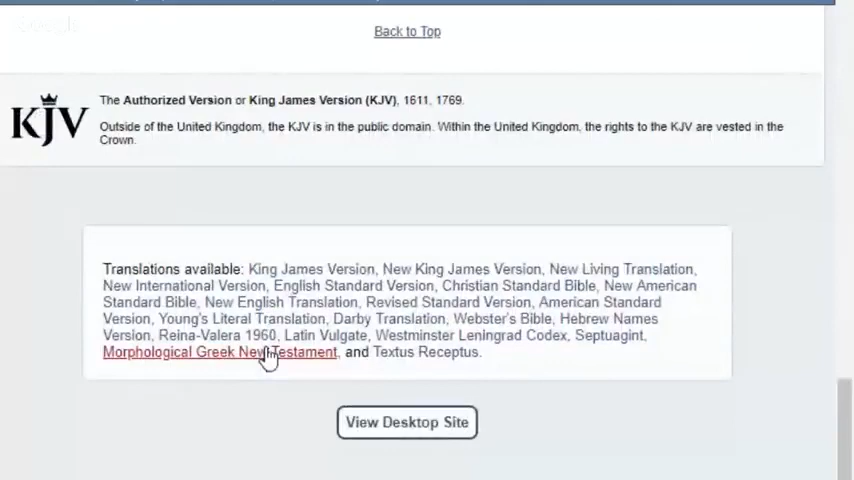 Back to Top
KJV
The Authorized Version or King James Version (KJV), 1611, 1769.
Outside of the United Kingdom, the KJV is in the public domain. Within the United Kingdom, the rights to the KJV are vested in the
Crown.
Translations available: King James Version, New King James Version, New Living Translation,
New International Version, English Standard Version, Christian Standard Bible, New American
Standard Bible, New English Translation, Revised Standard Version, American Standard
Version, Young's Literal Translation, Darby Translation, Webster's Bible, Hebrew Names
Version, Reina-Valera 1960, Latin Vulgate, Westminster Leningrad Codex, Septuagint,
Morphological Greek New Testament, and Textus Receptus.
View Desktop Site